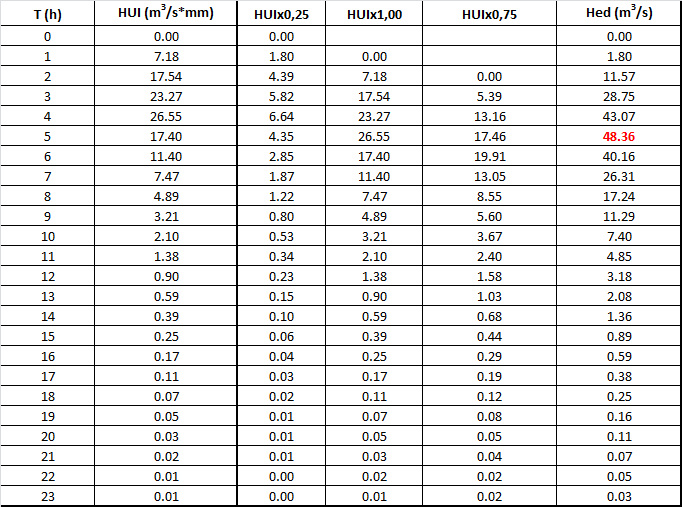 T (h) HUI (m³/s*mm) HUIx0,25 HUIx1,00 HUIx0,75 Hed (m³/s)
0 0.00 0.00 0.00
1 7.18 1.80 0.00 1.80
2 17.54 4.39 7.18 0.00 11.57
3 23.27 5.82 17.54 5.39 28.75
4 26.55 6.64 23.27 13.16 43.07
5 17.40 4.35 26.55 17.46 48.36
6 11.40 2.85 17.40 19.91 40.16
7 7.47 1.87 11.40 13.05 26.31
8 4.89 1.22 7.47 8.55 17.24
9 3.21 0.80 4.89 5.60 11.29
10 2.10 0.53 3.21 3.67 7.40
11 1.38 0.34 2.10 2.40 4.85
12 0.90 0.23 1.38 1.58 3.18
13 0.59 0.15 0.90 1.03 2.08
14 0.39 0.10 0.59 0.68 1.36
15 0.25 0.06 0.39 0.44 0.89
16 0.17 0.04 0.25 0.29 0.59
17 0.11 0.03 0.17 0.19 0.38
18 0.07 0.02 0.11 0.12 0.25
19 0.05 0.01 0.07 0.08 0.16
20 0.03 0.01 0.05 0.05 0.11
21 0.02 0.01 0.03 0.04 0.07
22 0.01 0.00 0.02 0.02 0.05
23 0.01 0.00 0.01 0.02 0.03